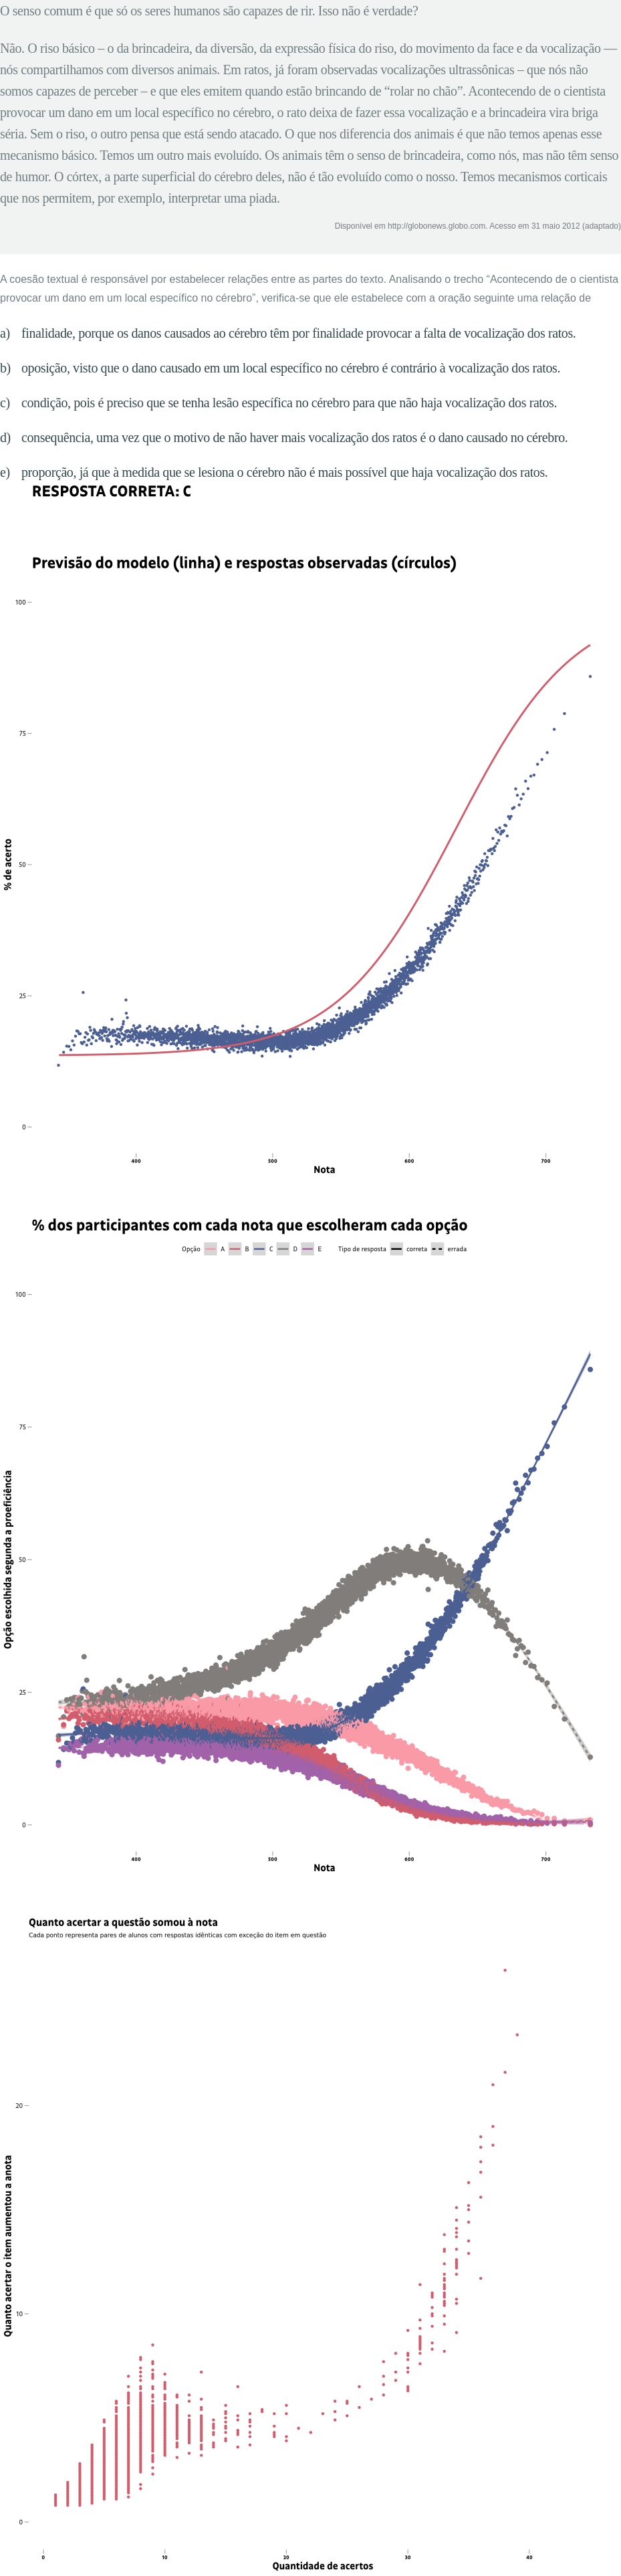 O senso comum é que só os seres humanos são capazes de rir. Isso não é verdade?
Não. O riso básico – o da brincadeira, da diversão, da expressão física do riso, do movimento da face e da vocalização —
nós compartilhamos com diversos animais. Em ratos, já foram observadas vocalizações ultrassônicas – que nós não
somos capazes de perceber – e que eles emitem quando estão brincando de “rolar no chão”. Acontecendo de o cientista
provocar um dano em um local específico no cérebro, o rato deixa de fazer essa vocalização e a brincadeira vira briga
séria. Sem o riso, o outro pensa que está sendo atacado. O que nos diferencia dos animais é que não temos apenas esse
mecanismo básico. Temos um outro mais evoluído. Os animais têm o senso de brincadeira, como nós, mas não têm senso
de humor. O córtex, a parte superficial do cérebro deles, não é tão evoluído como o nosso. Temos mecanismos corticais
que nos permitem, por exemplo, interpretar uma piada.
Disponível em http://globonews.globo.com. Acesso em 31 maio 2012 (adaptado)
A coesão textual é responsável por estabelecer relações entre as partes do texto. Analisando o trecho “Acontecendo de o cientista
provocar um dano em um local específico no cérebro”, verifica-se que ele estabelece com a oração seguinte uma relação de
a) finalidade, porque os danos causados ao cérebro têm por finalidade provocar a falta de vocalização dos ratos.
b) oposição, visto que o dano causado em um local específico no cérebro é contrário à vocalização dos ratos.
c) condição, pois é preciso que se tenha lesão específica no cérebro para que não haja vocalização dos ratos.
d) consequência, uma vez que o motivo de não haver mais vocalização dos ratos é o dano causado no cérebro.
e) proporção, já que à medida que se lesiona o cérebro não é mais possível que haja vocalização dos ratos.
RESPOSTA CORRETA: C
Previsão do modelo (linha) e respostas observadas (círculos)
100
75
50
25
0
% de acerto
400 500 600 700
Nota
% dos participantes com cada nota que escolheram cada opção
Opção A B C D E Tipo de resposta correta errada
100
75
50
25
0
Opção escolhida segunda a proeficiência
400 500 600 700
Nota
Quanto acertar a questão somou à nota
Cada ponto representa pares de alunos com respostas idênticas com exceção do item em questão
20
10
0
Quanto acertar o item aumentou a anota
0 10 20 30 40
Quantidade de acertos